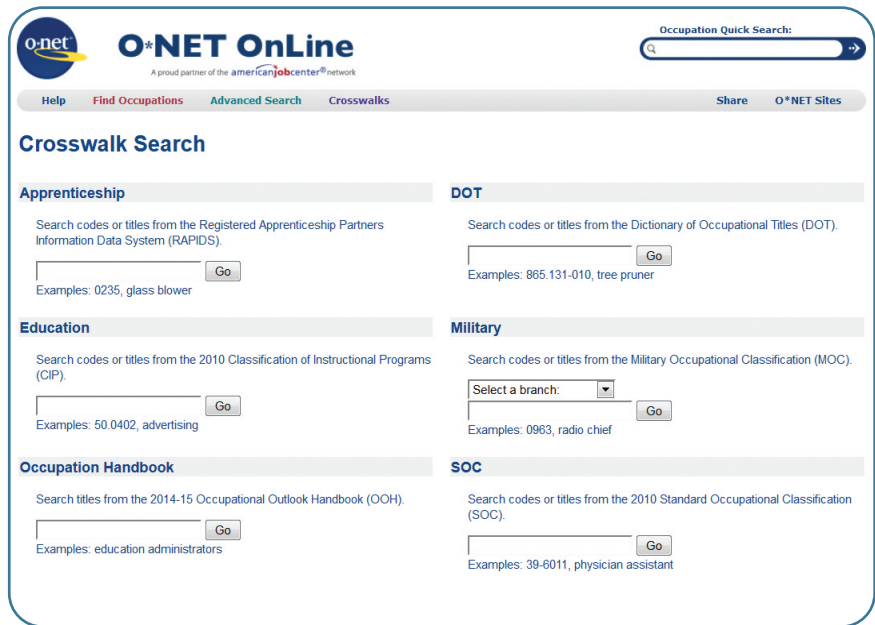 o·net
O*NET OnLine
A proud partner of the americanjobcenter® network
Occupation Quick Search:
Help Find Occupations Advanced Search Crosswalks Share O*NET Sites
Crosswalk Search
Apprenticeship
Search codes or titles from the Registered Apprenticeship Partners
Information Data System (RAPIDS).
Go
Examples: 0235, glass blower
DOT
Search codes or titles from the Dictionary of Occupational Titles (DOT).
Go
Examples: 865.131-010, tree pruner
Education
Search codes or titles from the 2010 Classification of Instructional Programs
(CIP).
Go
Examples: 50.0402, advertising
Military
Search codes or titles from the Military Occupational Classification (MOC).
Select a branch:
Go
Examples: 0963, radio chief
Occupation Handbook
Search titles from the 2014-15 Occupational Outlook Handbook (OOH).
Go
Examples: education administrators
SOC
Search codes or titles from the 2010 Standard Occupational Classification
(SOC).
Go
Examples: 39-6011, physician assistant